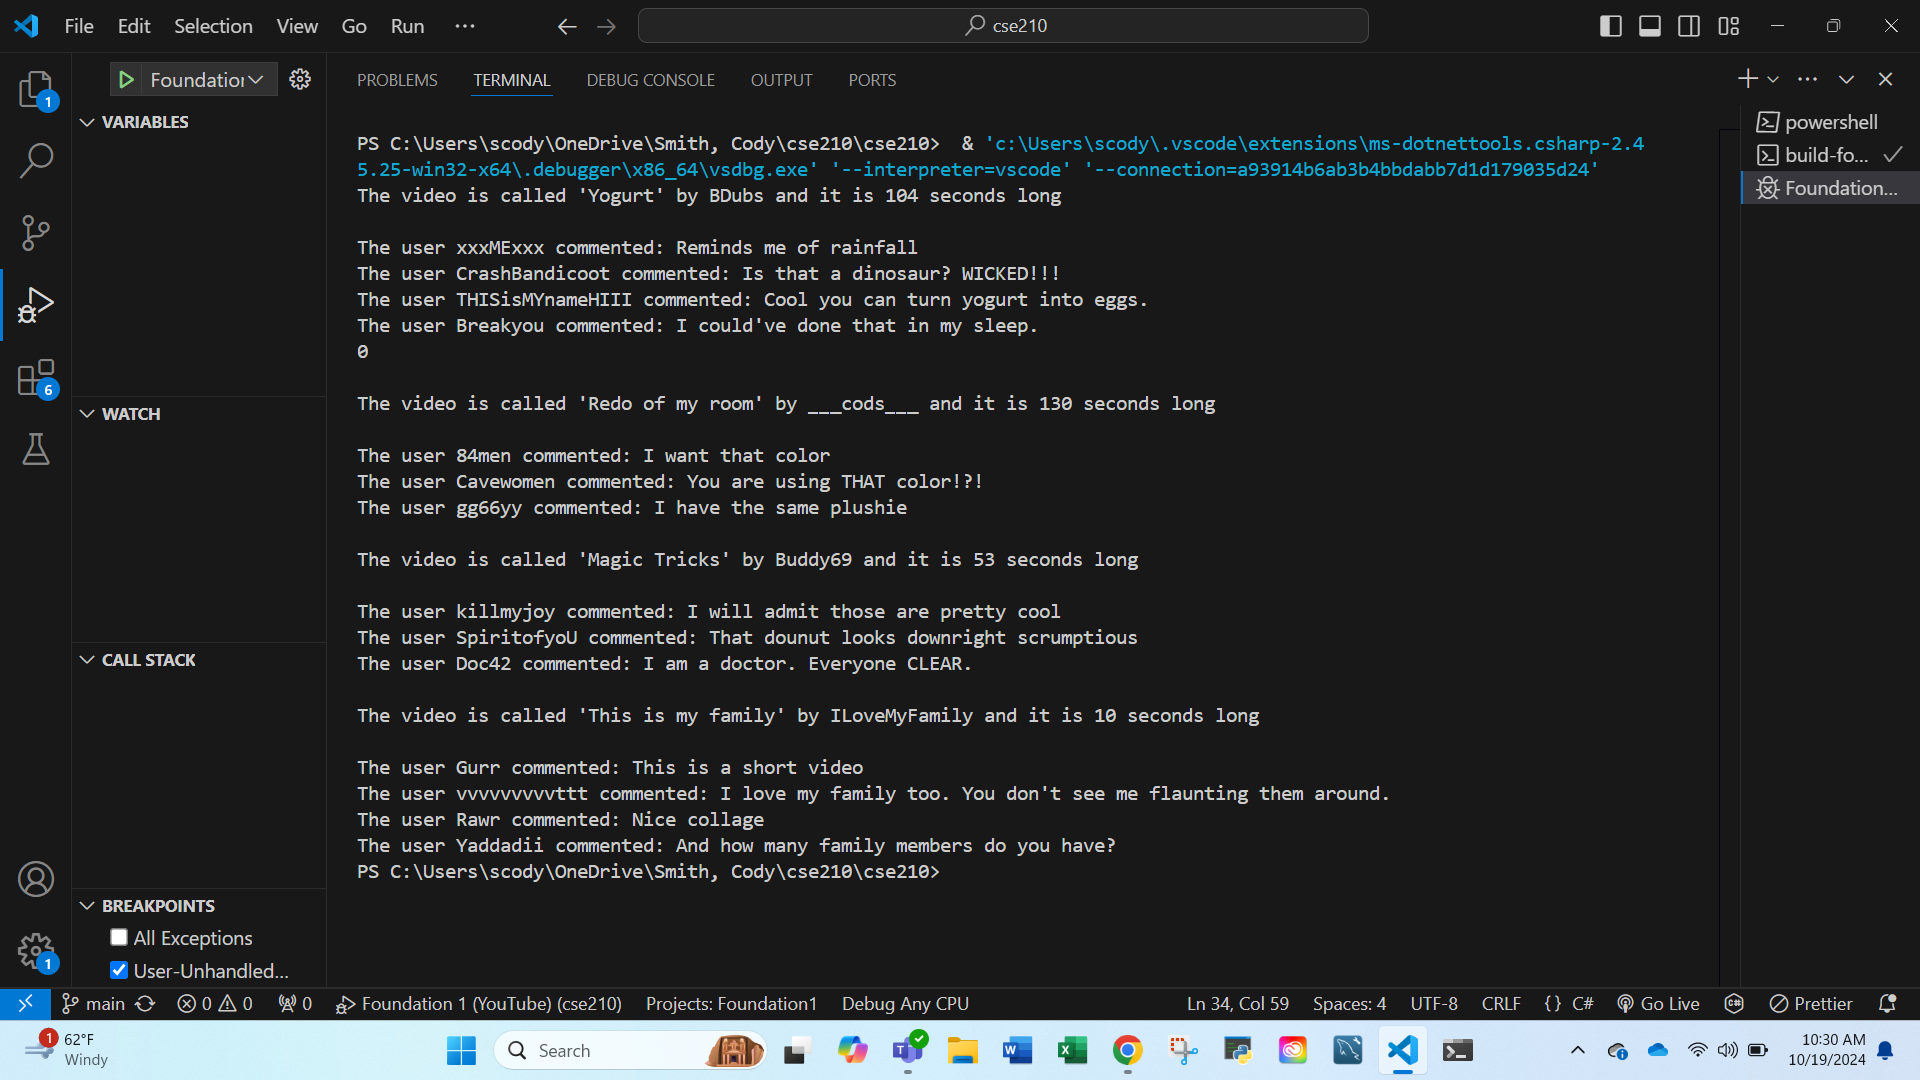 File Edit Selection View Go Run ··· cse210
Foundation
VARIABLES
WATCH
CALL STACK
BREAKPOINTS
All Exceptions
User-Unhandled...
1
6
1
PROBLEMS TERMINAL DEBUG CONSOLE OUTPUT PORTS
PS C:\Users\scody\OneDrive\Smith, Cody\cse210\cse210>  & 'c:\Users\scody\.vscode\extensions\ms-dotnettools.csharp-2.4
5.25-win32-x64\.debugger\x86_64\vsdbg.exe' '--interpreter=vscode' '--connection=a93914b6ab3b4bbdabb7d1d179035d24'
The video is called 'Yogurt' by BDubs and it is 104 seconds long
The user xxxMExxx commented: Reminds me of rainfall
The user CrashBandicoot commented: Is that a dinosaur? WICKED!!!
The user THISisMYnameHIII commented: Cool you can turn yogurt into eggs.
The user Breakyou commented: I could've done that in my sleep.
0
The video is called 'Redo of my room' by ___cods___ and it is 130 seconds long
The user 84men commented: I want that color
The user Cavewomen commented: You are using THAT color!?!
The user gg66yy commented: I have the same plushie
The video is called 'Magic Tricks' by Buddy69 and it is 53 seconds long
The user killmyjoy commented: I will admit those are pretty cool
The user SpiritofyoU commented: That dounut looks downright scrumptious
The user Doc42 commented: I am a doctor. Everyone CLEAR.
The video is called 'This is my family' by ILoveMyFamily and it is 10 seconds long
The user Gurr commented: This is a short video
The user vvvvvvvvvttt commented: I love my family too. You don't see me flaunting them around.
The user Rawr commented: Nice collage
The user Yaddadii commented: And how many family members do you have?
PS C:\Users\scody\OneDrive\Smith, Cody\cse210\cse210>
powershell
build-fo...
Foundation...
main 0 0 0 Foundation 1 (YouTube) (cse210) Projects: Foundation1 Debug Any CPU Ln 34, Col 59 Spaces: 4 UTF-8 CRLF {} C# Go Live Prettier
1 62°F
Windy
Search
10:30 AM
10/19/2024